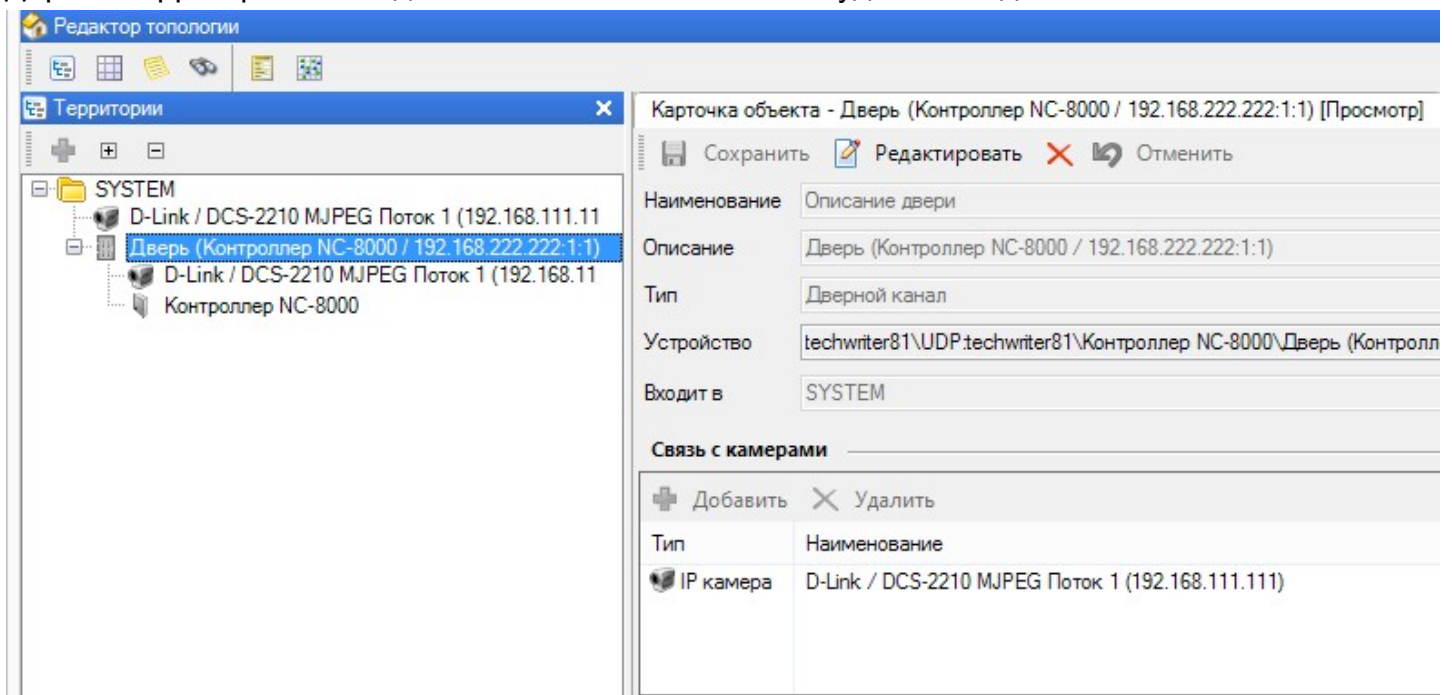 Редактор топологии
Территории
SYSTEM
D-Link / DCS-2210 MJPEG Поток 1 (192.168.111.11
Дверь (Контроллер NC-8000 / 192.168.222.222:1:1)
D-Link / DCS-2210 MJPEG Поток 1 (192.168.11
Контроллер NC-8000
Карточка объекта - Дверь (Контроллер NC-8000 / 192.168.222.222:1:1) [Просмотр]
Сохранить Редактировать Отменить
Наименование Описание двери
Описание Дверь (Контроллер NC-8000 / 192.168.222.222:1:1)
Тип Дверной канал
Устройство techwriter81\UDP:techwriter81\Контроллер NC-8000\Дверь (Контролл
Входит в SYSTEM
Связь с камерами
Добавить Удалить
Тип Наименование
IP камера D-Link / DCS-2210 MJPEG Поток 1 (192.168.111.111)